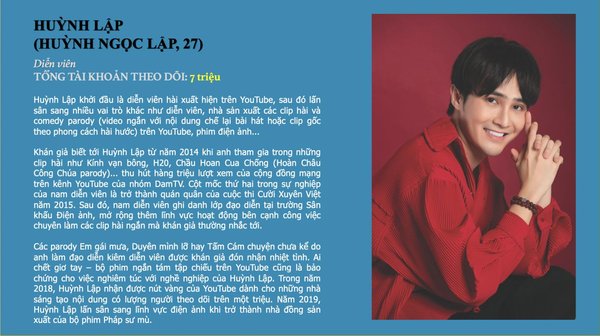 HUỲNH LẬP
(HUỲNH NGỌC LẬP, 27)
Diễn viên
TỔNG TÀI KHOẢN THEO DÕI: 7 triệu
Huỳnh Lập khởi đầu là diễn viên hài xuất hiện trên YouTube, sau đó lấn
sân sang nhiều vai trò khác như diễn viên, nhà sản xuất các clip hài và
comedy parody (video ngắn với nội dung chế lại bài hát hoặc clip gốc
theo phong cách hài hước) trên YouTube, phim điện ảnh...
Khán giả biết tới Huỳnh Lập từ năm 2014 khi anh tham gia trong những
clip hài như Kính vạn bông, H20, Chầu Hoan Cua Chống (Hoàn Châu
Công Chúa parody)... thu hút hàng triệu lượt xem của cộng đồng mạng
trên kênh YouTube của nhóm DamTV. Cột mốc thứ hai trong sự nghiệp
của nam diễn viên là trở thành quán quân của cuộc thi Cười Xuyên Việt
năm 2015. Sau đó, nam diễn viên ghi danh lớp đạo diễn tại trường Sân
khấu Điện ảnh, mở rộng thêm lĩnh vực hoạt động bên cạnh công việc
chuyên làm các clip hài ngắn mà khán giả thường nhắc tới.
Các parody Em gái mưa, Duyên mình lỡ hay Tấm Cám chuyện chưa kể do
anh làm đạo diễn kiêm diễn viên được khán giả đón nhận nhiệt tình. Ai
chết giơ tay – bộ phim ngắn tám tập chiếu trên YouTube cũng là bảo
chứng cho việc nghiêm túc với nghề nghiệp của Huỳnh Lập. Trong năm
2018, Huỳnh Lập nhận được nút vàng của YouTube dành cho những nhà
sáng tạo nội dung có lượng người theo dõi trên một triệu. Năm 2019,
Huỳnh Lập lấn sân sang lĩnh vực điện ảnh khi trở thành nhà đồng sản
xuất của bộ phim Pháp sư mù.